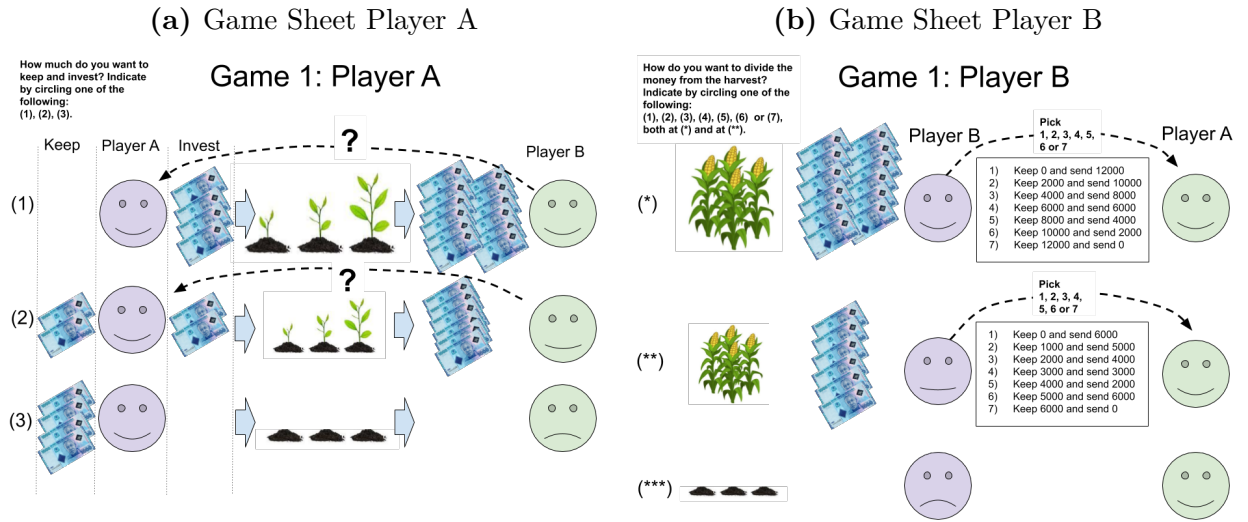 (a) Game Sheet Player A
How much do you want to
keep and invest? Indicate
by circling one of the
following:
(1), (2), (3).
Game 1: Player A
Keep
Player A
Invest
?
Player B
(1)
?
(2)
(3)
(b) Game Sheet Player B
How do you want to divide the
money from the harvest?
Indicate by circling one of the
following:
(1), (2), (3), (4), (5), (6) or (7),
both at (*) and at (**).
Game 1: Player B
Player B
Pick
1, 2, 3, 4, 5,
6 or 7
Player A
(*)
1) Keep 0 and send 12000
2) Keep 2000 and send 10000
3) Keep 4000 and send 8000
4) Keep 6000 and send 6000
5) Keep 8000 and send 4000
6) Keep 10000 and send 2000
7) Keep 12000 and send 0
Pick
1, 2, 3, 4,
5, 6 or 7
(**)
1) Keep 0 and send 6000
2) Keep 1000 and send 5000
3) Keep 2000 and send 4000
4) Keep 3000 and send 3000
5) Keep 4000 and send 2000
6) Keep 5000 and send 6000
7) Keep 6000 and send 0
(***)